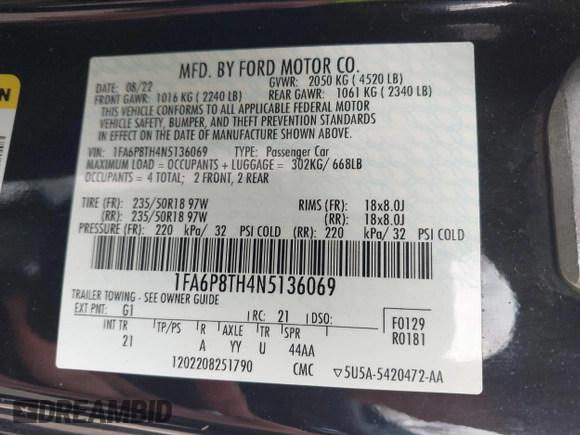 MFD. BY FORD MOTOR CO.
DATE: 08/22 GVWR: 2050 KG ( 4520 LB)
FRONT GAWR: 1016 KG ( 2240 LB) REAR GAWR: 1061 KG ( 2340 LB)
THIS VEHICLE CONFORMS TO ALL APPLICABLE FEDERAL MOTOR
VEHICLE SAFETY, BUMPER, AND THEFT PREVENTION STANDARDS
IN EFFECT ON THE DATE OF MANUFACTURE SHOWN ABOVE.
VIN: 1FA6P8TH4N5136069 TYPE: Passenger Car
MAXIMUM LOAD = OCCUPANTS + LUGGAGE = 302KG/ 668LB
OCCUPANTS = 4 TOTAL; 2 FRONT, 2 REAR
TIRE (FR): 235/50R18 97W RIMS (FR): 18x8.0J
(RR): 235/50R18 97W (RR): 18x8.0J
PRESSURE (FR): 220 kPa/ 32 PSI COLD (RR): 220 kPa/ 32 PSI COLD
1FA6P8TH4N5136069
TRAILER TOWING - SEE OWNER GUIDE
EXT PNT: G1 RC: 21 DSO:
INT TR TP/PS R AXLE TR SPR
21 A YY U 44AA
F0129
R0181
1202208251790 CMC 5U5A-5420472-AA
DREAMBID